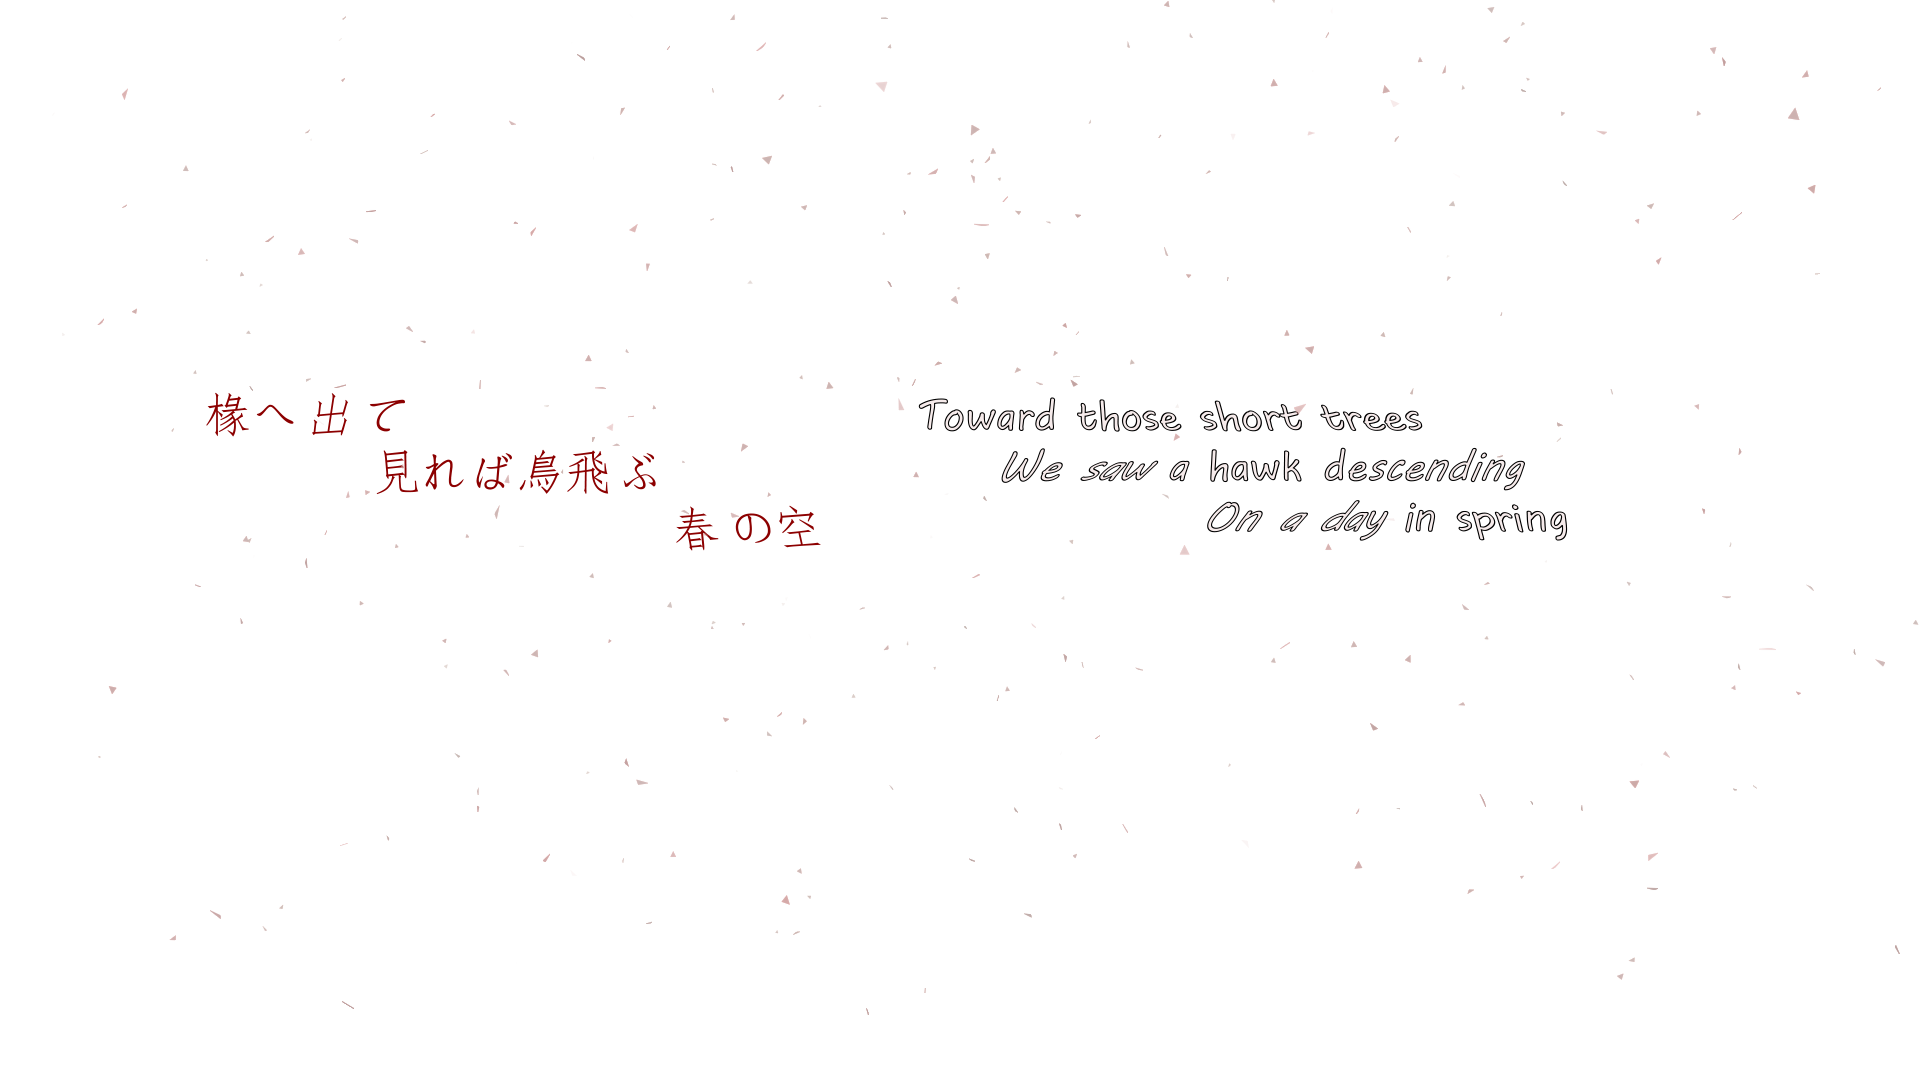 椽へ出て
見れば鳥飛ぶ
春の空
Toward those short trees
We saw a hawk descending
On a day in spring